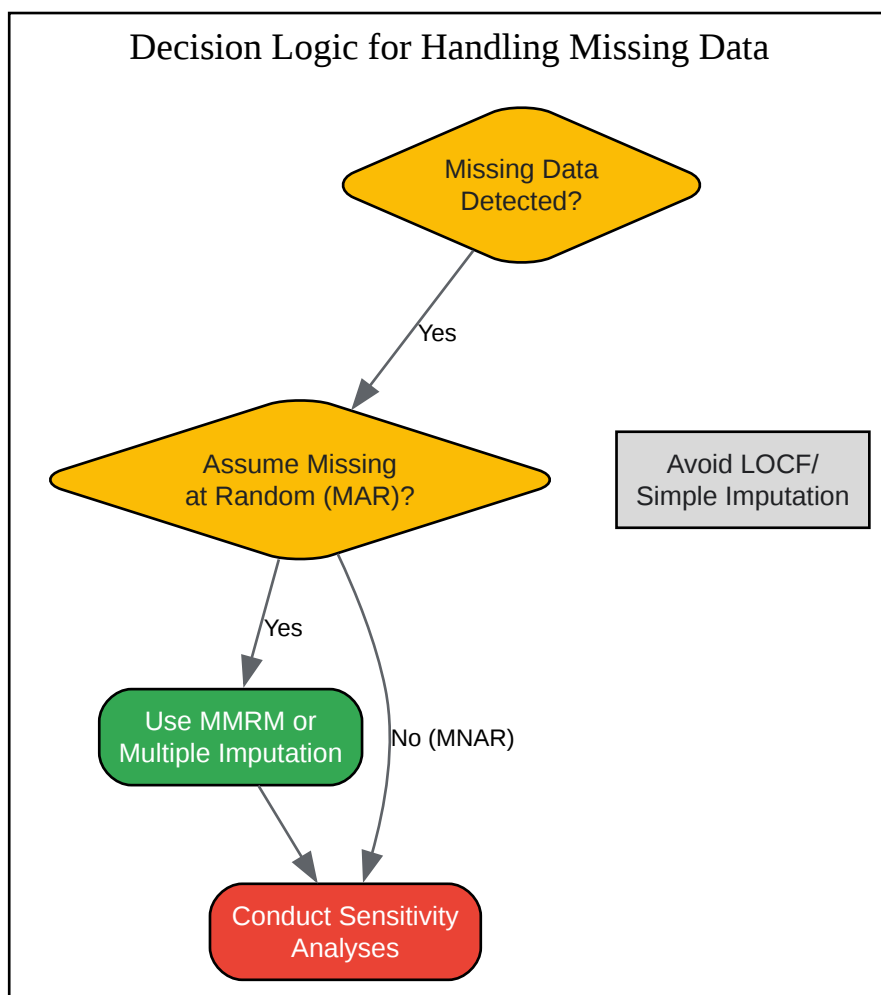 Decision Logic for Handling Missing Data
Missing Data
Detected?
Yes
Assume Missing
at Random (MAR)?
Avoid LOCF/
Simple Imputation
Yes
Use MMRM or
Multiple Imputation
No (MNAR)
Conduct Sensitivity
Analyses